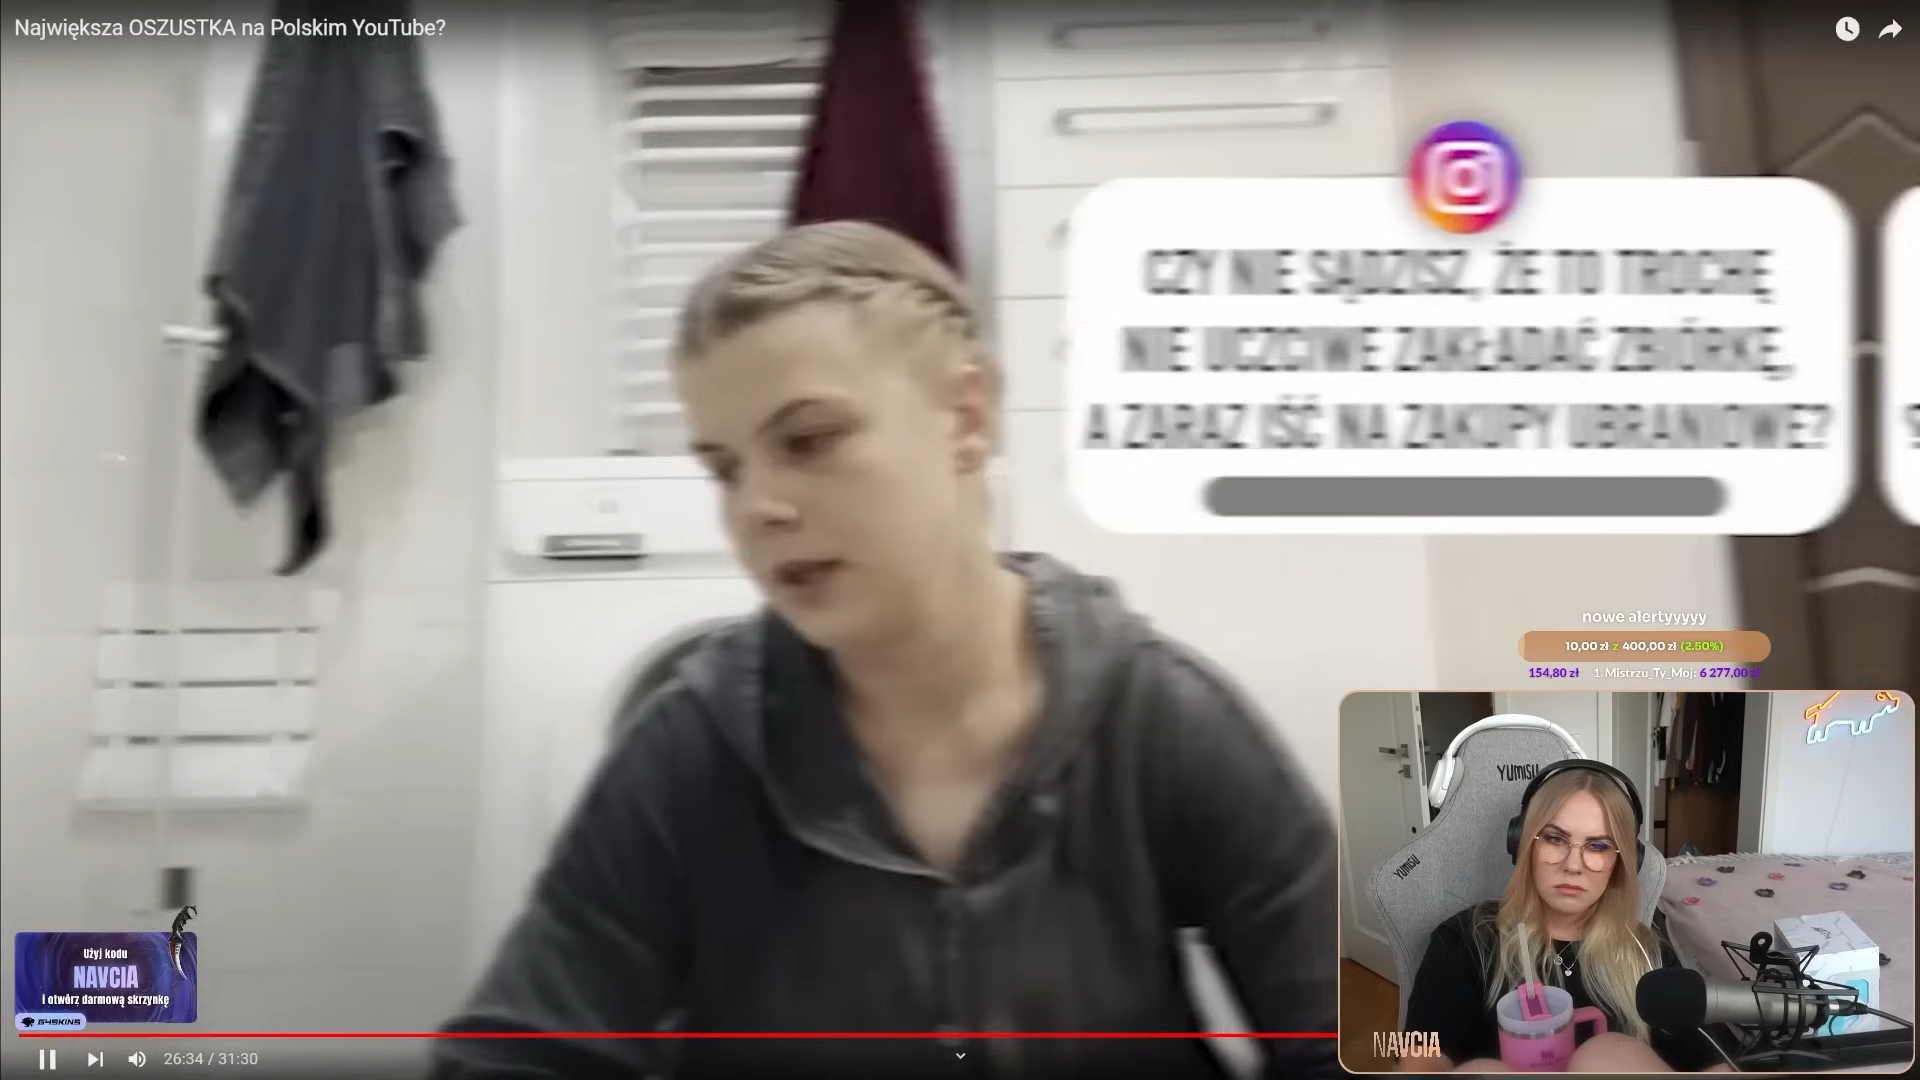 Największa OSZUSTKA na Polskim YouTube?
CZY NIE SĄDZISZ, ŻE TO TROCHĘ
NIE UCZCIWE ZAKŁADAĆ ZBIÓRKĘ,
A ZARAZ IŚĆ NA ZAKUPY UBRANIOWE?
nowe alertyyyyy
10,00 zł z 400,00 zł (2.50%)
154,80 zł 1. Mistrzu_Ty_Moj: 6 277,00 zł
YUMISU
YUMISU
Użyj kodu
NAVCIA
i otwórz darmową skrzynkę
G4SKINS
26:34 / 31:30
NAVCIA